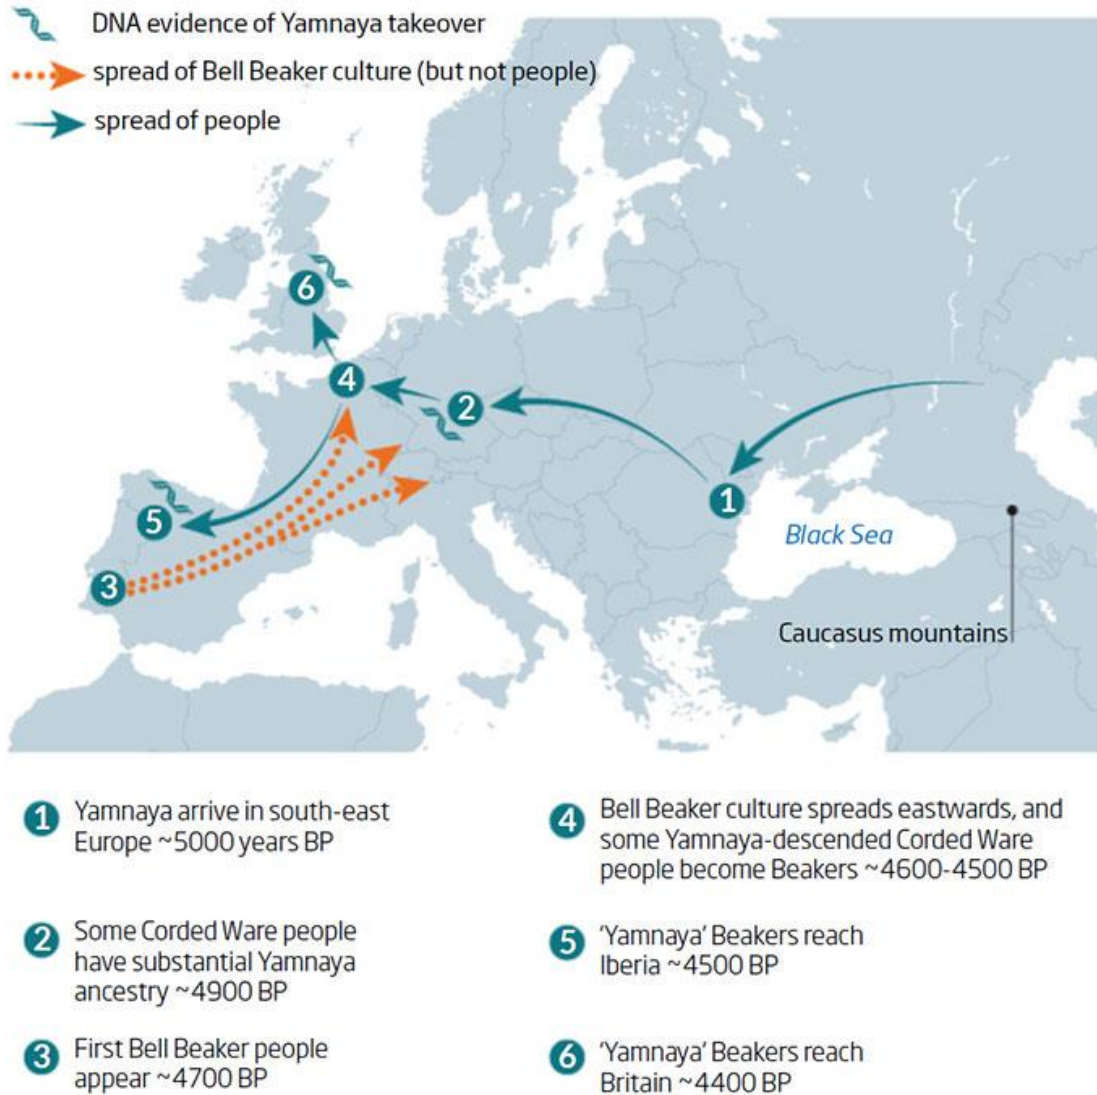 DNA evidence of Yamnaya takeover
spread of Bell Beaker culture (but not people)
spread of people
6
4
2
1
5
3
Black Sea
Caucasus mountains
1 Yamnaya arrive in south-east
Europe ~5000 years BP
2 Some Corded Ware people
have substantial Yamnaya
ancestry ~4900 BP
3 First Bell Beaker people
appear ~4700 BP
4 Bell Beaker culture spreads eastwards, and
some Yamnaya-descended Corded Ware
people become Beakers ~4600-4500 BP
5 'Yamnaya' Beakers reach
Iberia ~4500 BP
6 'Yamnaya' Beakers reach
Britain ~4400 BP